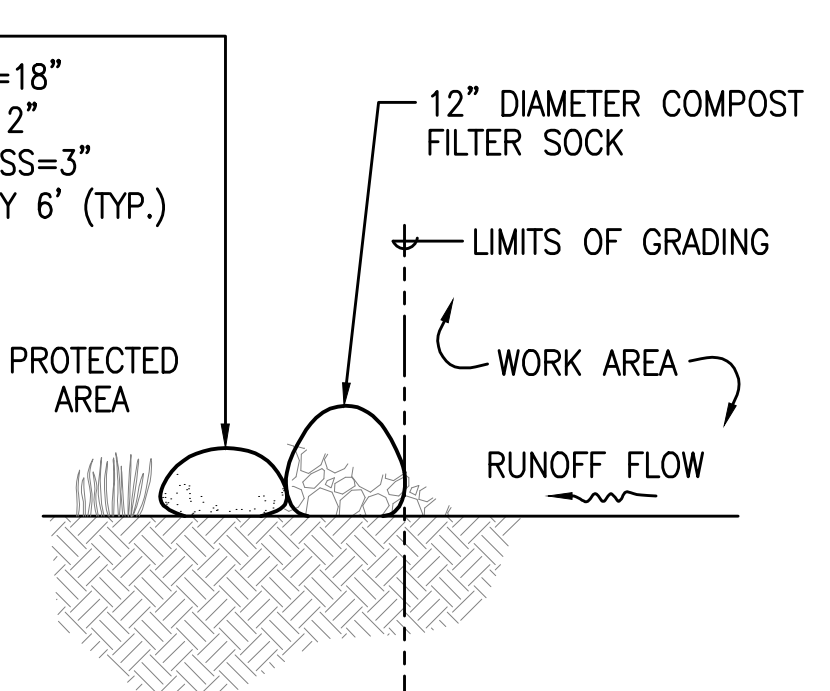 =18"
2"
SS=3"
Y 6' (TYP.)
12" DIAMETER COMPOST
FILTER SOCK
LIMITS OF GRADING
PROTECTED
AREA
WORK AREA
RUNOFF FLOW